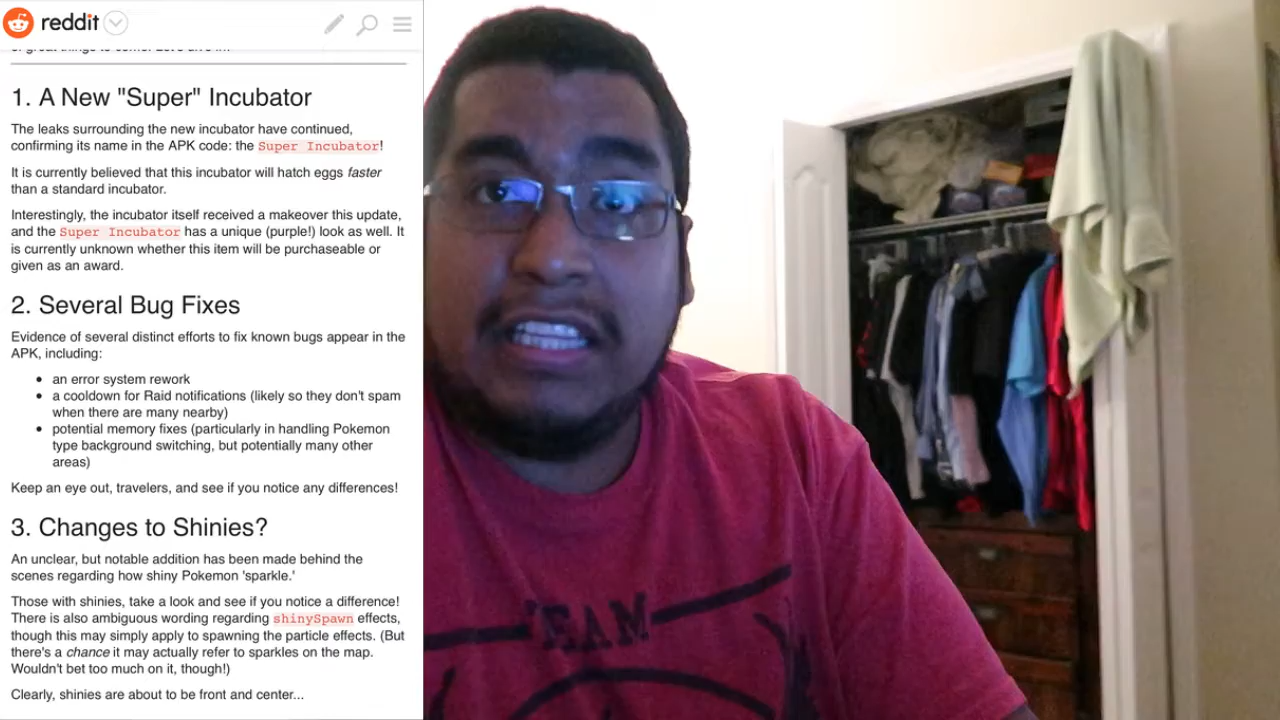 reddit
1. A New "Super" Incubator
The leaks surrounding the new incubator have continued,
confirming its name in the APK code: the Super Incubator!
It is currently believed that this incubator will hatch eggs faster
than a standard incubator.
Interestingly, the incubator itself received a makeover this update,
and the Super Incubator has a unique (purple!) look as well. It
is currently unknown whether this item will be purchaseable or
given as an award.
2. Several Bug Fixes
Evidence of several distinct efforts to fix known bugs appear in the
APK, including:
• an error system rework
• a cooldown for Raid notifications (likely so they don't spam
when there are many nearby)
• potential memory fixes (particularly in handling Pokemon
type background switching, but potentially many other
areas)
Keep an eye out, travelers, and see if you notice any differences!
3. Changes to Shinies?
An unclear, but notable addition has been made behind the
scenes regarding how shiny Pokemon 'sparkle.'
Those with shinies, take a look and see if you notice a difference!
There is also ambiguous wording regarding shinySpawn effects,
though this may simply apply to spawning the particle effects. (But
there's a chance it may actually refer to sparkles on the map.
Wouldn't bet too much on it, though!)
Clearly, shinies are about to be front and center...
TEAM